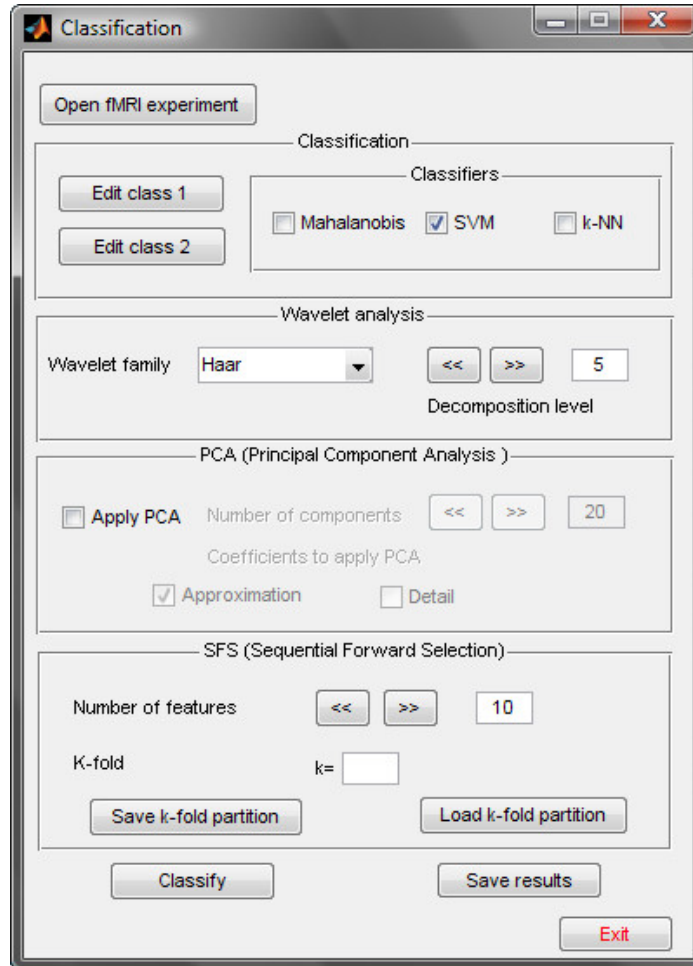 Classification
Open fMRI experiment
Classification
Edit class 1
Edit class 2
Classifiers
Mahalanobis SVM k-NN
Wavelet analysis
Wavelet family Haar << >> 5
Decomposition level
PCA (Principal Component Analysis )
Apply PCA Number of components << >> 20
Coefficients to apply PCA
Approximation Detail
SFS (Sequential Forward Selection)
Number of features << >> 10
K-fold k=
Save k-fold partition Load k-fold partition
Classify Save results
Exit